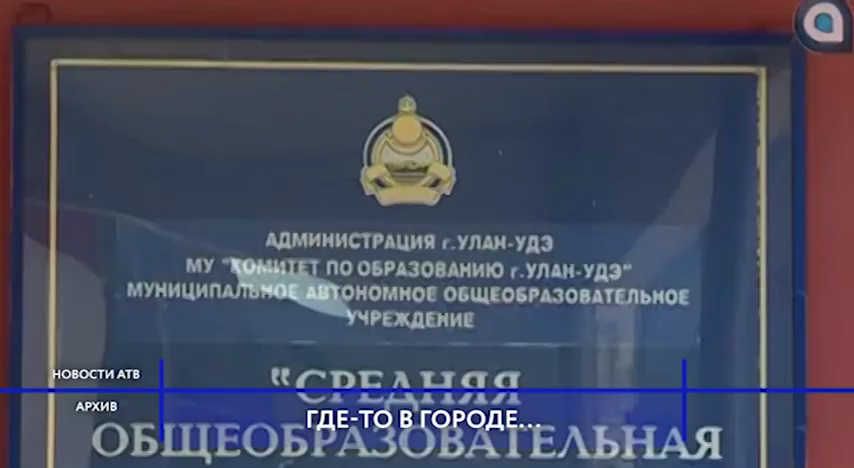 АДМИНИСТРАЦИЯ г.УЛАН-УДЭ
МУ "КОМИТЕТ ПО ОБРАЗОВАНИЮ г.УЛАН-УДЭ"
МУНИЦИПАЛЬНОЕ АВТОНОМНОЕ ОБЩЕОБРАЗОВАТЕЛЬНОЕ
УЧРЕЖДЕНИЕ
"СРЕДНЯЯ
ОБЩЕОБРАЗОВАТЕЛЬНАЯ
НОВОСТИ АТВ
АРХИВ
ГДЕ-ТО В ГОРОДЕ...